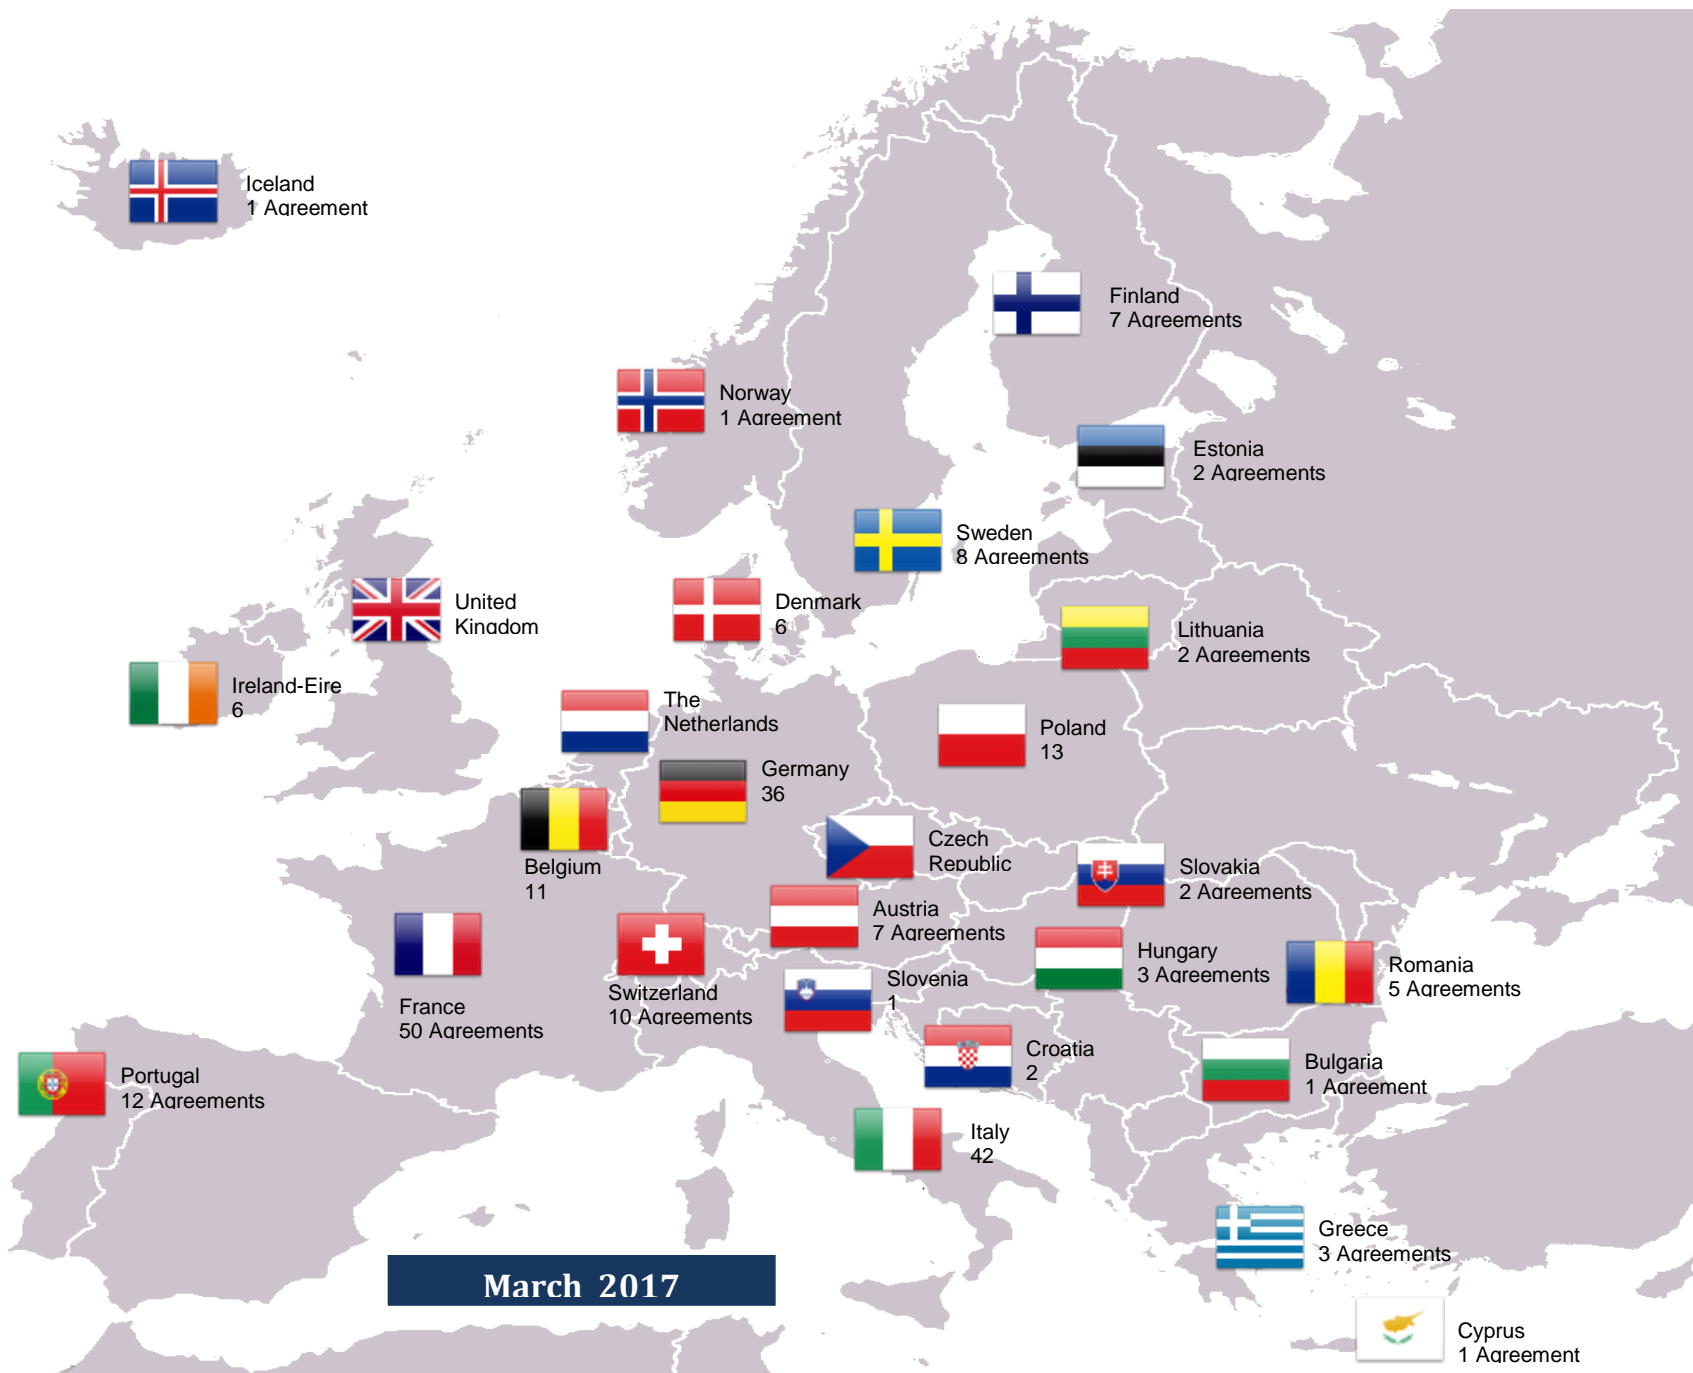 Iceland
1 Agreement
Finland
7 Agreements
Norway
1 Agreement
Estonia
2 Agreements
Sweden
8 Agreements
United
Kingdom
Denmark
6
Lithuania
2 Agreements
Ireland-Eire
6
The
Netherlands
Poland
13
Germany
36
Belgium
11
Czech
Republic
Slovakia
2 Agreements
Austria
7 Agreements
Hungary
3 Agreements
Romania
5 Agreements
Slovenia
1
Switzerland
10 Agreements
France
50 Agreements
Croatia
2
Bulgaria
1 Agreement
Portugal
12 Agreements
Italy
42
Greece
3 Agreements
March 2017
Cyprus
1 Agreement